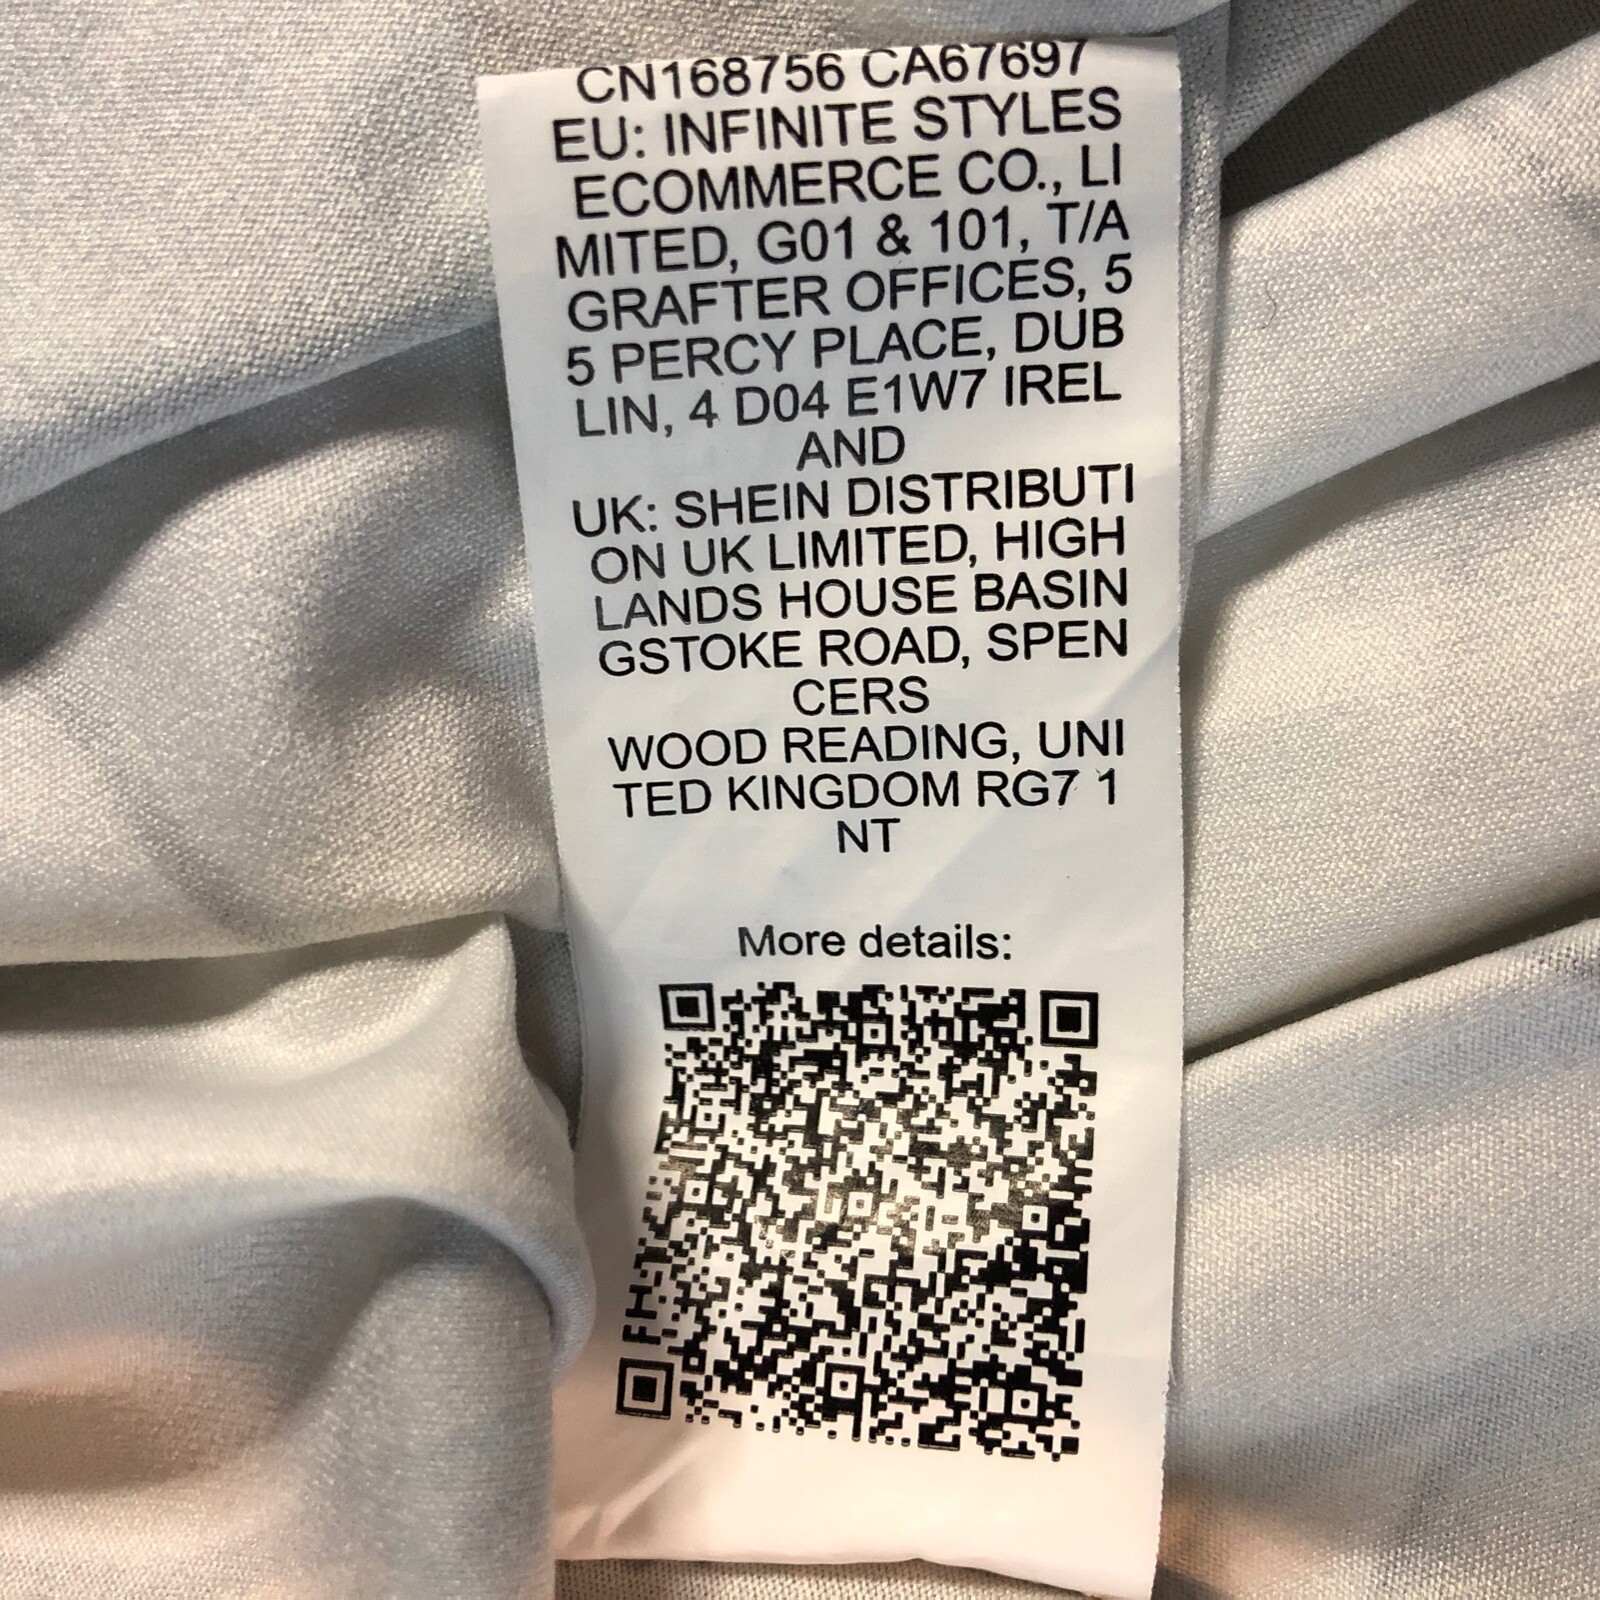 CN168756 CA67697
EU: INFINITE STYLES
ECOMMERCE CO., LI
MITED, G01 & 101, T/A
GRAFTER OFFICES, 5
5 PERCY PLACE, DUB
LIN, 4 D04 E1W7 IREL
AND
UK: SHEIN DISTRIBUTI
ON UK LIMITED, HIGH
LANDS HOUSE BASIN
GSTOKE ROAD, SPEN
CERS
WOOD READING, UNI
TED KINGDOM RG7 1
NT
More details: